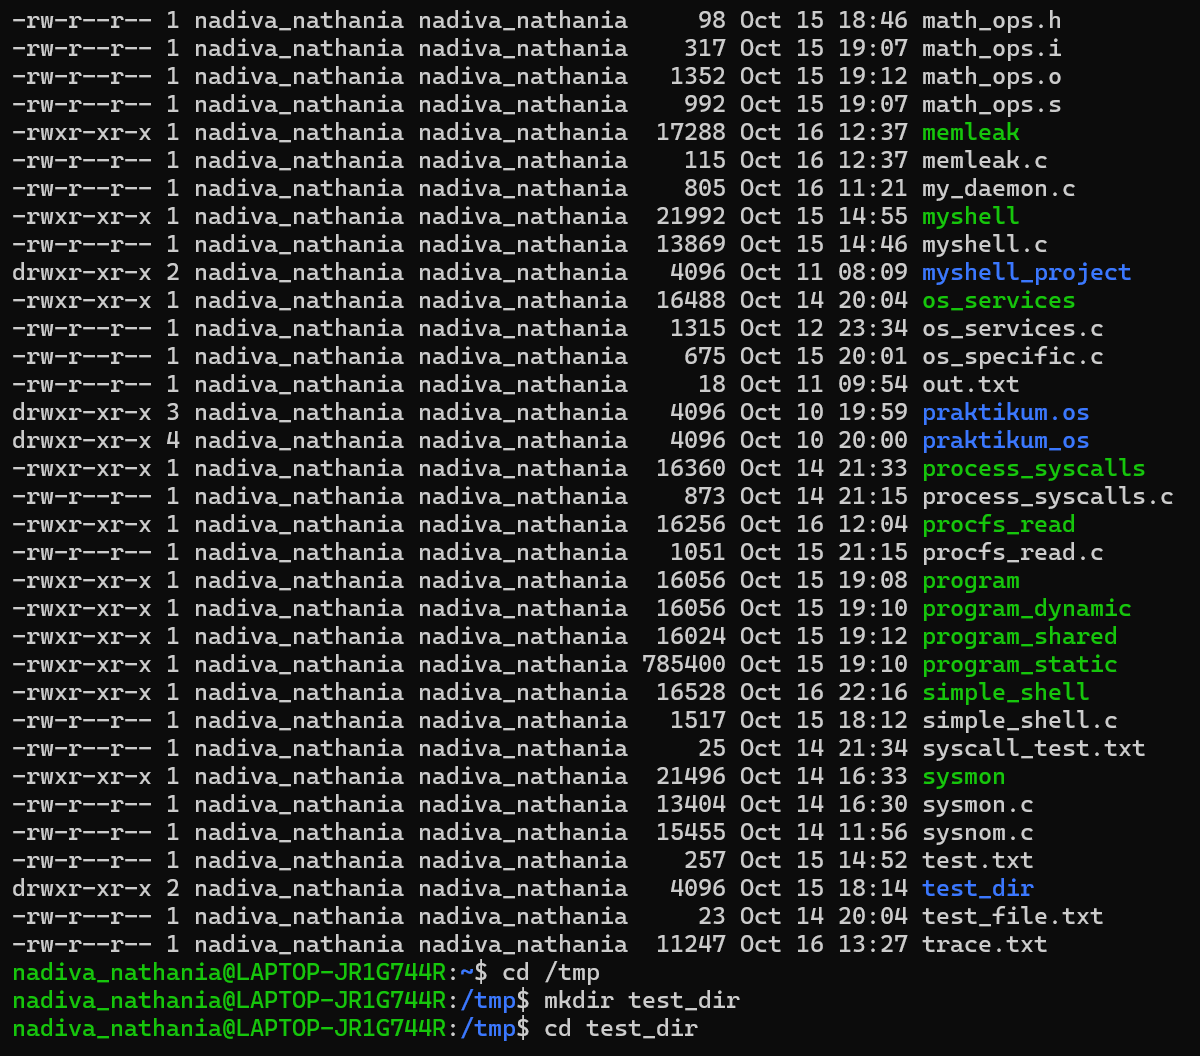 -rw-r--r-- 1 nadiva_nathania nadiva_nathania     98 Oct 15 18:46 math_ops.h
-rw-r--r-- 1 nadiva_nathania nadiva_nathania    317 Oct 15 19:07 math_ops.i
-rw-r--r-- 1 nadiva_nathania nadiva_nathania   1352 Oct 15 19:12 math_ops.o
-rw-r--r-- 1 nadiva_nathania nadiva_nathania    992 Oct 15 19:07 math_ops.s
-rwxr-xr-x 1 nadiva_nathania nadiva_nathania  17288 Oct 16 12:37 memleak
-rw-r--r-- 1 nadiva_nathania nadiva_nathania    115 Oct 16 12:37 memleak.c
-rw-r--r-- 1 nadiva_nathania nadiva_nathania    805 Oct 16 11:21 my_daemon.c
-rwxr-xr-x 1 nadiva_nathania nadiva_nathania  21992 Oct 15 14:55 myshell
-rw-r--r-- 1 nadiva_nathania nadiva_nathania  13869 Oct 15 14:46 myshell.c
drwxr-xr-x 2 nadiva_nathania nadiva_nathania   4096 Oct 11 08:09 myshell_project
-rwxr-xr-x 1 nadiva_nathania nadiva_nathania  16488 Oct 14 20:04 os_services
-rw-r--r-- 1 nadiva_nathania nadiva_nathania   1315 Oct 12 23:34 os_services.c
-rw-r--r-- 1 nadiva_nathania nadiva_nathania    675 Oct 15 20:01 os_specific.c
-rw-r--r-- 1 nadiva_nathania nadiva_nathania     18 Oct 11 09:54 out.txt
drwxr-xr-x 3 nadiva_nathania nadiva_nathania   4096 Oct 10 19:59 praktikum.os
drwxr-xr-x 4 nadiva_nathania nadiva_nathania   4096 Oct 10 20:00 praktikum_os
-rwxr-xr-x 1 nadiva_nathania nadiva_nathania  16360 Oct 14 21:33 process_syscalls
-rw-r--r-- 1 nadiva_nathania nadiva_nathania    873 Oct 14 21:15 process_syscalls.c
-rwxr-xr-x 1 nadiva_nathania nadiva_nathania  16256 Oct 16 12:04 procfs_read
-rw-r--r-- 1 nadiva_nathania nadiva_nathania   1051 Oct 15 21:15 procfs_read.c
-rwxr-xr-x 1 nadiva_nathania nadiva_nathania  16056 Oct 15 19:08 program
-rwxr-xr-x 1 nadiva_nathania nadiva_nathania  16056 Oct 15 19:10 program_dynamic
-rwxr-xr-x 1 nadiva_nathania nadiva_nathania  16024 Oct 15 19:12 program_shared
-rwxr-xr-x 1 nadiva_nathania nadiva_nathania 785400 Oct 15 19:10 program_static
-rwxr-xr-x 1 nadiva_nathania nadiva_nathania  16528 Oct 16 22:16 simple_shell
-rw-r--r-- 1 nadiva_nathania nadiva_nathania   1517 Oct 15 18:12 simple_shell.c
-rw-r--r-- 1 nadiva_nathania nadiva_nathania     25 Oct 14 21:34 syscall_test.txt
-rwxr-xr-x 1 nadiva_nathania nadiva_nathania  21496 Oct 14 16:33 sysmon
-rw-r--r-- 1 nadiva_nathania nadiva_nathania  13404 Oct 14 16:30 sysmon.c
-rw-r--r-- 1 nadiva_nathania nadiva_nathania  15455 Oct 14 11:56 sysnom.c
-rw-r--r-- 1 nadiva_nathania nadiva_nathania    257 Oct 15 14:52 test.txt
drwxr-xr-x 2 nadiva_nathania nadiva_nathania   4096 Oct 15 18:14 test_dir
-rw-r--r-- 1 nadiva_nathania nadiva_nathania     23 Oct 14 20:04 test_file.txt
-rw-r--r-- 1 nadiva_nathania nadiva_nathania  11247 Oct 16 13:27 trace.txt
nadiva_nathania@LAPTOP-JR1G744R:~$ cd /tmp
nadiva_nathania@LAPTOP-JR1G744R:/tmp$ mkdir test_dir
nadiva_nathania@LAPTOP-JR1G744R:/tmp$ cd test_dir